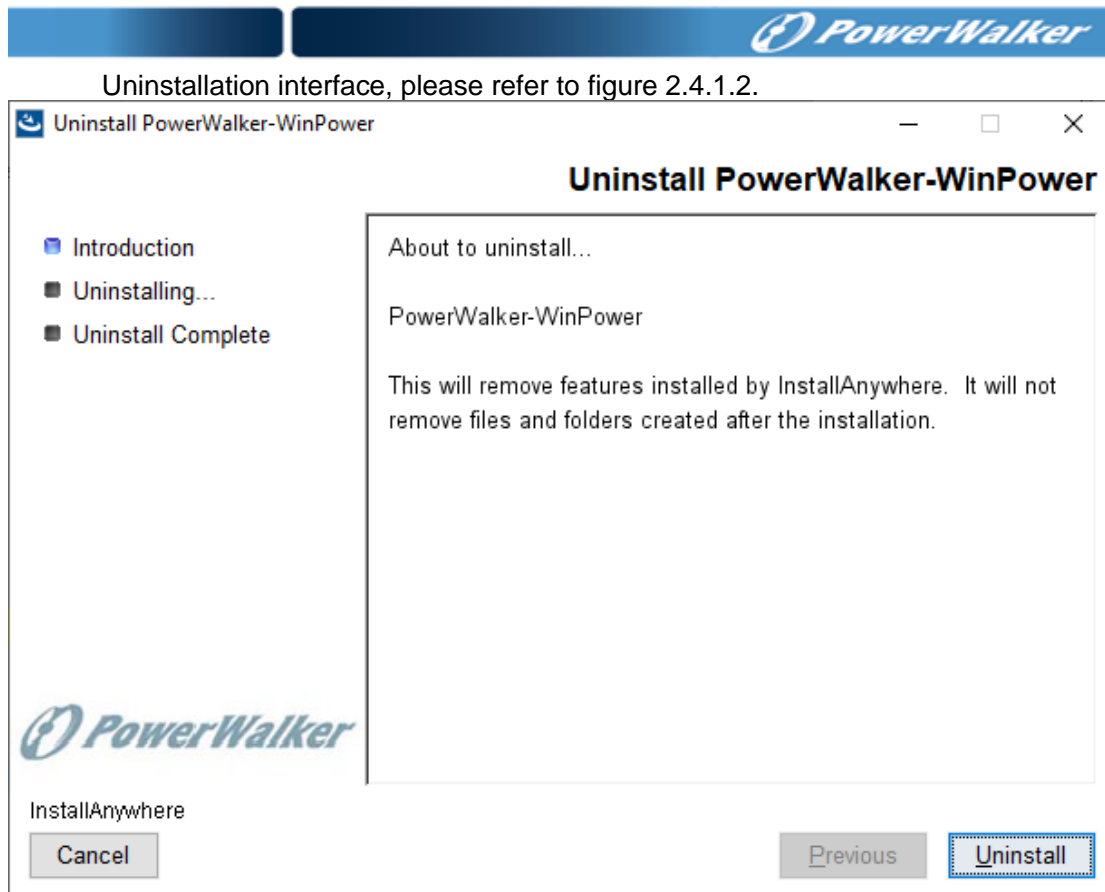 PowerWalker
Uninstallation interface, please refer to figure 2.4.1.2.
Uninstall PowerWalker-WinPower
Uninstall PowerWalker-WinPower
Introduction
Uninstalling...
Uninstall Complete
About to uninstall...
PowerWalker-WinPower
This will remove features installed by InstallAnywhere.  It will not
remove files and folders created after the installation.
PowerWalker
InstallAnywhere
Cancel
Previous
Uninstall